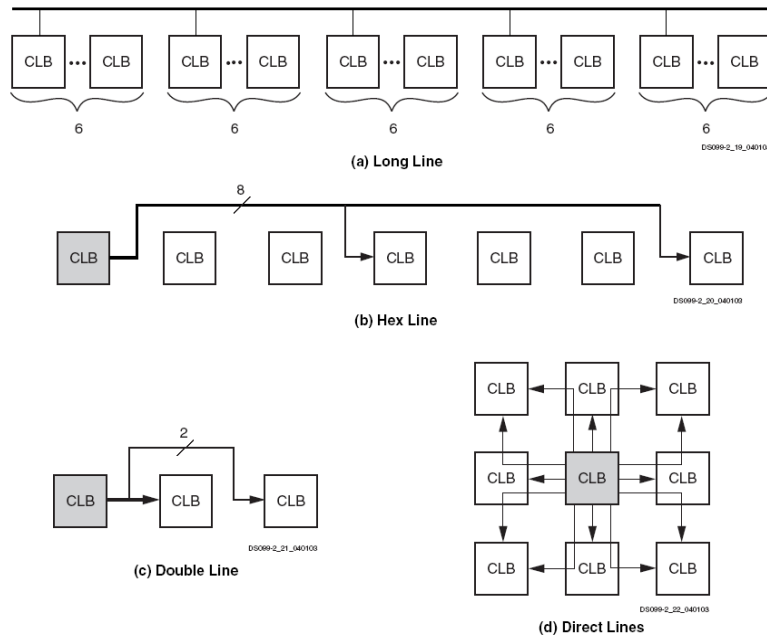 CLB ••• CLB CLB ••• CLB CLB ••• CLB CLB ••• CLB CLB ••• CLB
6 6 6 6 6
DS099-2_19_04010
(a) Long Line
8
CLB CLB CLB CLB CLB CLB CLB
DS099-2_20_040103
(b) Hex Line
2
CLB CLB CLB
DS099-2_21_040103
(c) Double Line
CLB CLB CLB
CLB CLB CLB
CLB CLB CLB
DS099-2_22_040103
(d) Direct Lines